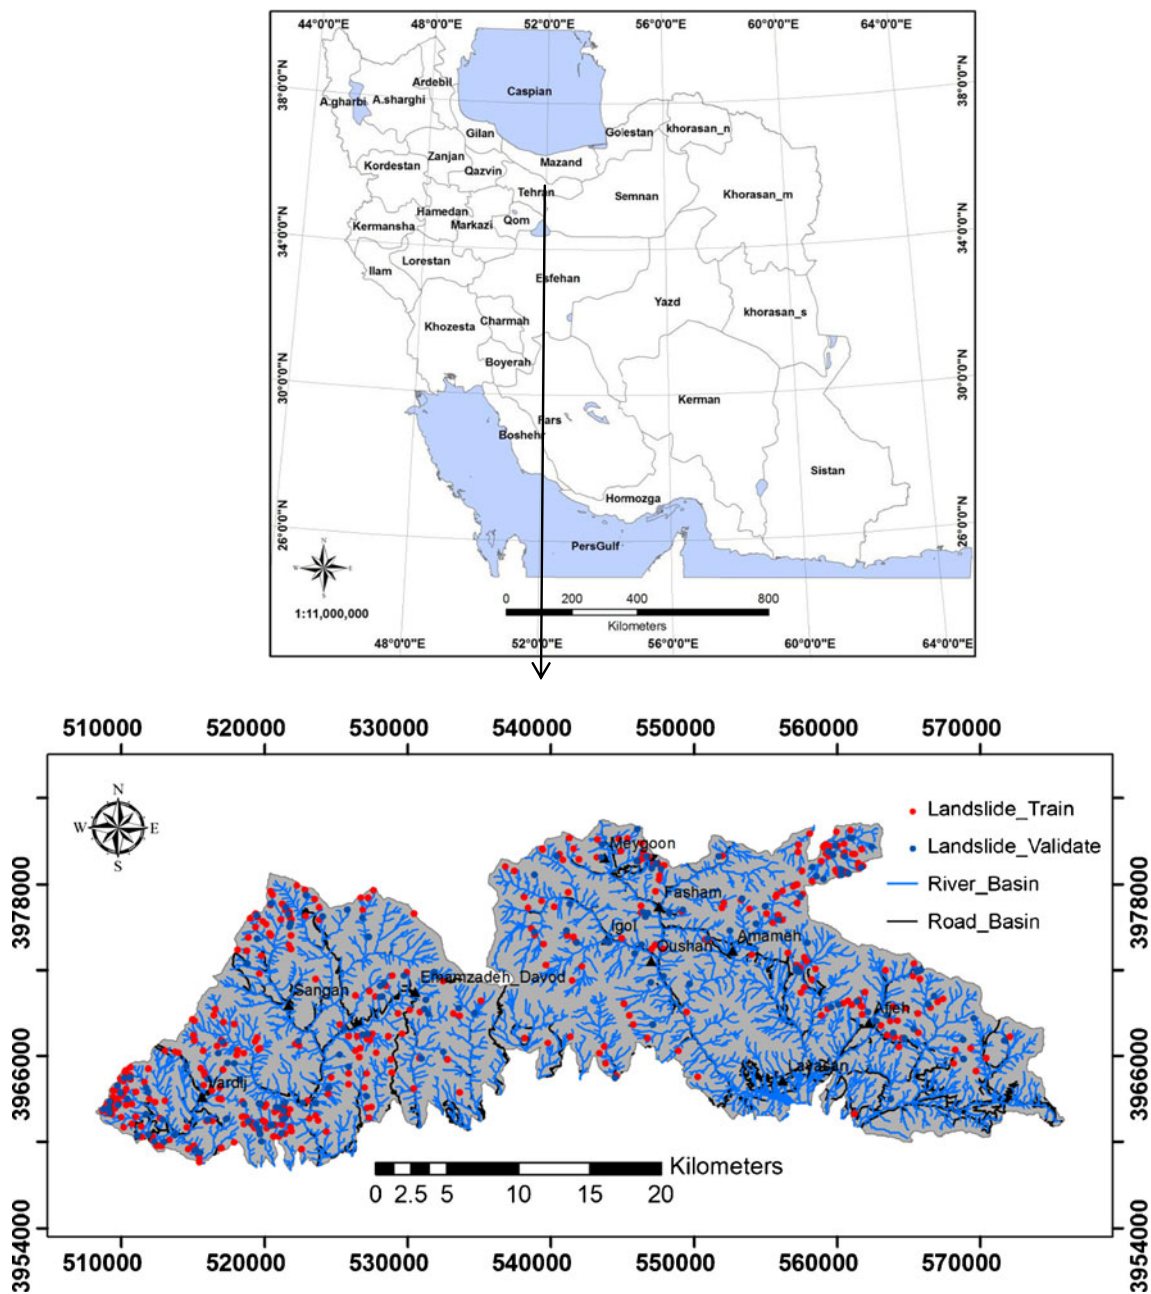 44°0'0"E 48°0'0"E 52°0'0"E 56°0'0"E 60°0'0"E 64°0'0"E
38°0'0"N 38°0'0"N
34°0'0"N 34°0'0"N
30°0'0"N 30°0'0"N
26°0'0"N 26°0'0"N
Ardebil
Caspian
A.gharbi A.sharghi
Gilan
Golestan khorasan_n
Zanjan
Mazand
Kordestan
Qazvin
Tehran Semnan Khorasan_m
Hamedan
Markazi Qom
Kermansha
Lorestan
Ilam
Esfehan
Yazd
khorasan_s
Khozesta Charmah
Boyerah
Kerman
Fars
Boshehr
Sistan
Hormozga
PersGulf
N
W E
S
1:11,000,000
0 200 400 800
Kilometers
48°0'0"E 52°0'0"E 56°0'0"E 60°0'0"E 64°0'0"E
510000 520000 530000 540000 550000 560000 570000
3978000 3978000
3966000 3966000
3954000 3954000
N
W E
S
Landslide_Train
Landslide_Validate
River_Basin
Road_Basin
Meygoon
Fasham
Igol
Oushan
Amameh
Emamzadeh_Davod
Sangan
Afjeh
Lavasan
Vardij
Kilometers
0 2.5 5 10 15 20
510000 520000 530000 540000 550000 560000 570000